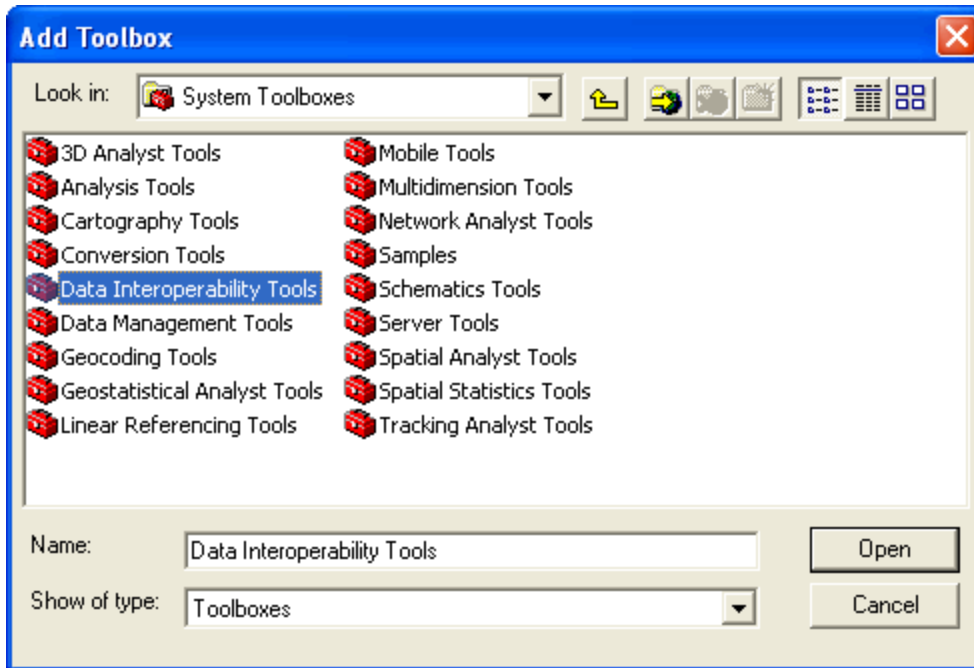 Add Toolbox
Look in: System Toolboxes
3D Analyst Tools
Analysis Tools
Cartography Tools
Conversion Tools
Data Interoperability Tools
Data Management Tools
Geocoding Tools
Geostatistical Analyst Tools
Linear Referencing Tools
Mobile Tools
Multidimension Tools
Network Analyst Tools
Samples
Schematics Tools
Server Tools
Spatial Analyst Tools
Spatial Statistics Tools
Tracking Analyst Tools
Name: Data Interoperability Tools Open
Show of type: Toolboxes Cancel